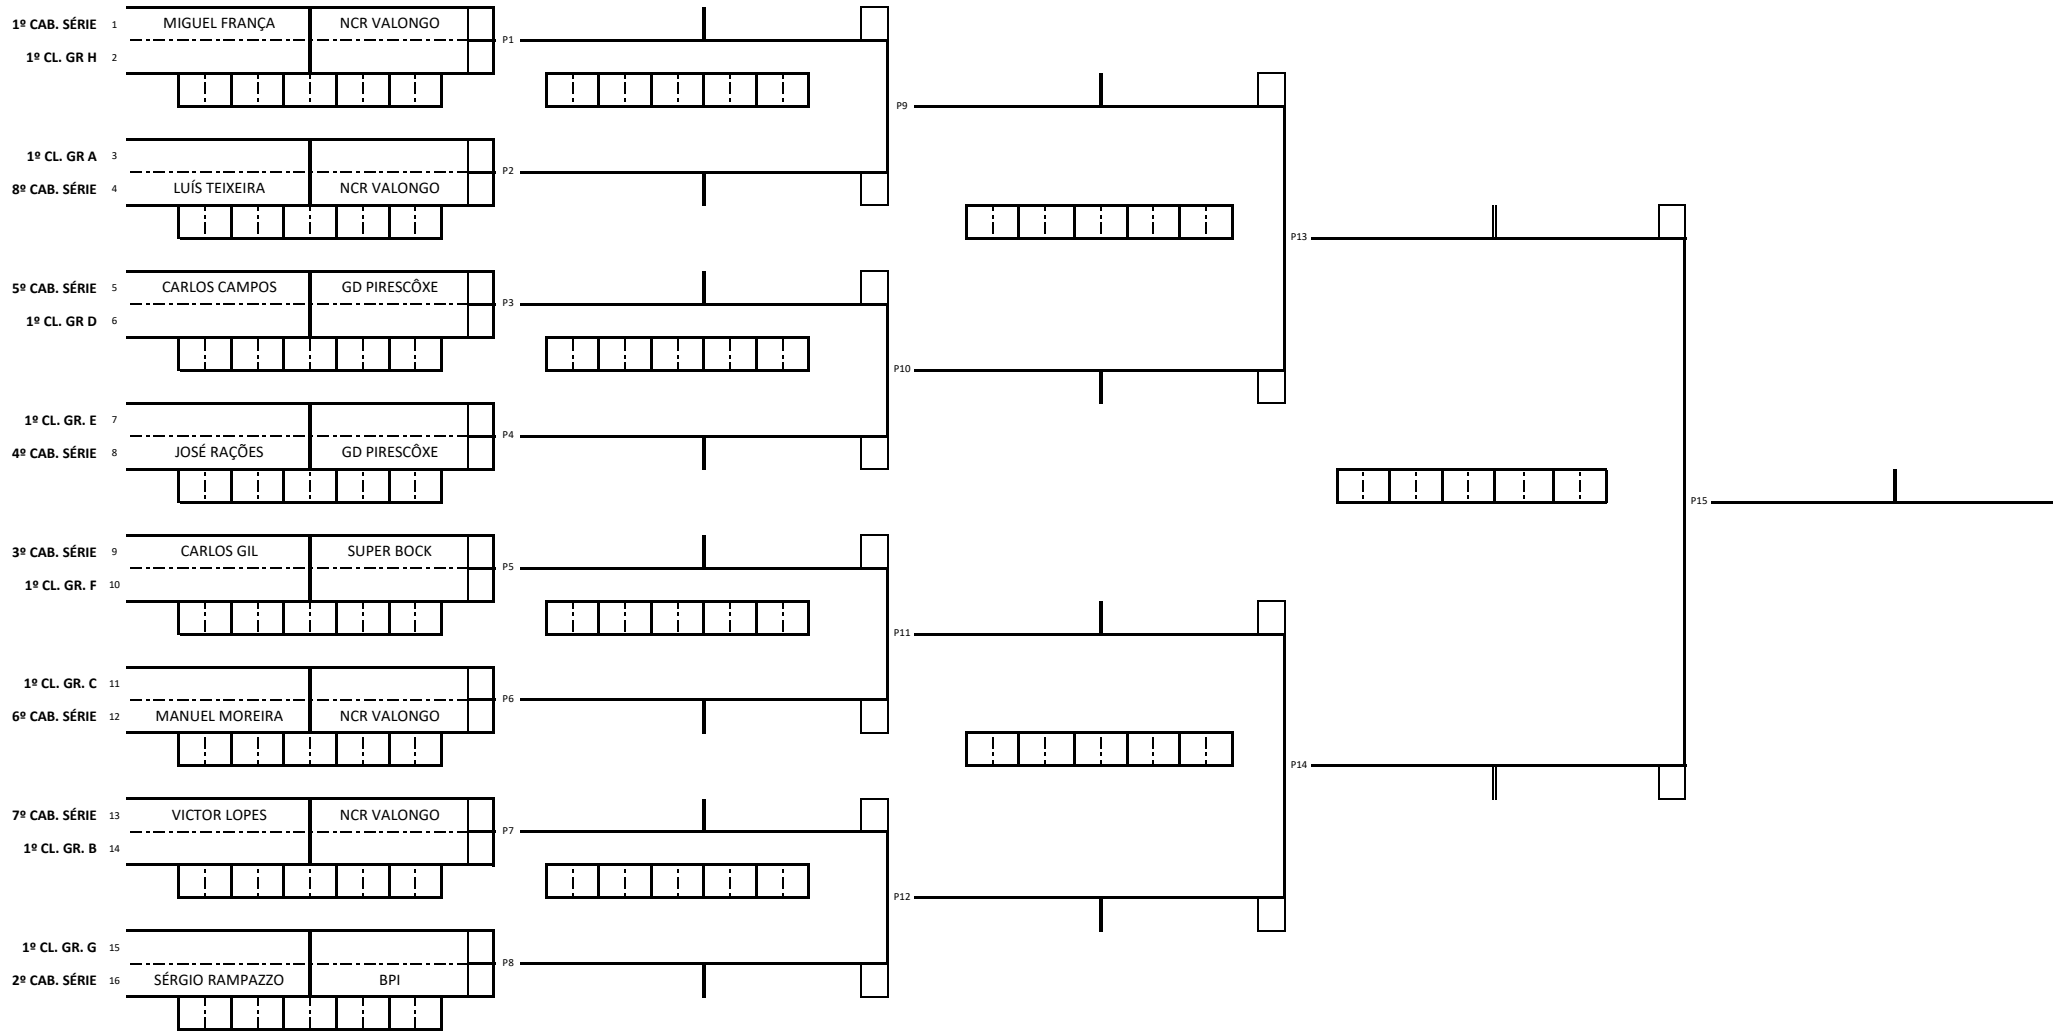 1º CAB. SÉRIE 1 MIGUEL FRANÇA NCR VALONGO
P1
1º CL. GR H 2
P9
1º CL. GR A 3
P2
8º CAB. SÉRIE 4 LUÍS TEIXEIRA NCR VALONGO
P13
5º CAB. SÉRIE 5 CARLOS CAMPOS GD PIRESCÔXE
P3
1º CL. GR D 6
P10
1º CL. GR. E 7
P4
4º CAB. SÉRIE 8 JOSÉ RAÇÕES GD PIRESCÔXE
P15
3º CAB. SÉRIE 9 CARLOS GIL SUPER BOCK
P5
1º CL. GR. F 10
P11
1º CL. GR. C 11
P6
6º CAB. SÉRIE 12 MANUEL MOREIRA NCR VALONGO
P14
7º CAB. SÉRIE 13 VICTOR LOPES NCR VALONGO
P7
1º CL. GR. B 14
P12
1º CL. GR. G 15
P8
2º CAB. SÉRIE 16 SÉRGIO RAMPAZZO BPI